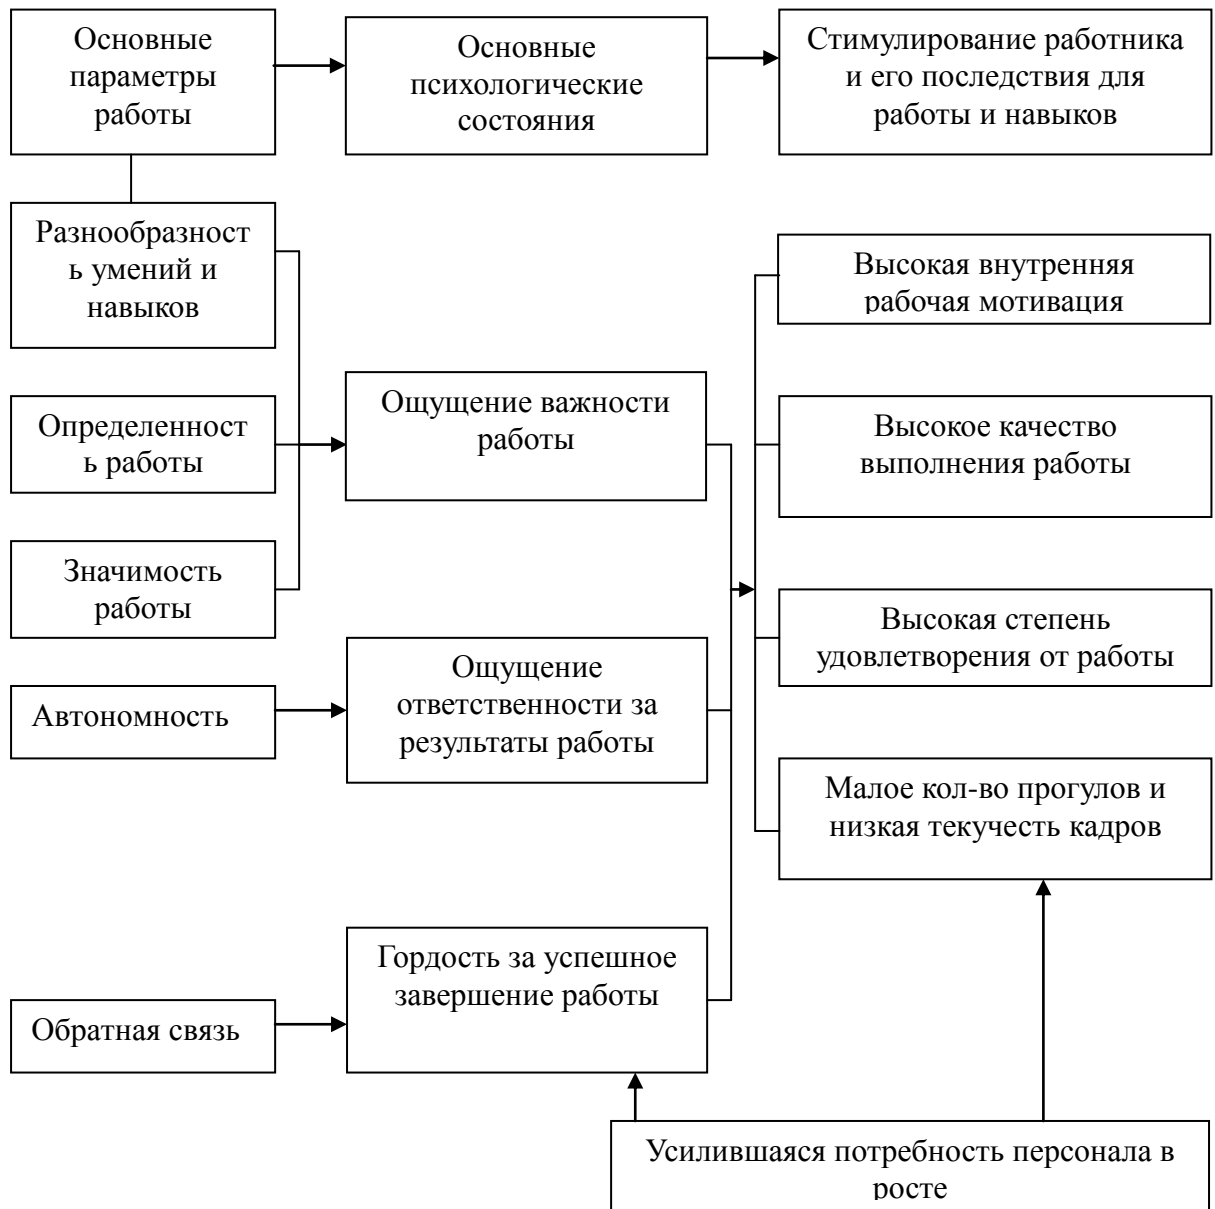 Основные
параметры
работы
Основные
психологические
состояния
Стимулирование работника
и его последствия для
работы и навыков
Разнообразност
ь умений и
навыков
Высокая внутренняя
рабочая мотивация
Определенност
ь работы
Ощущение важности
работы
Высокое качество
выполнения работы
Значимость
работы
Высокая степень
удовлетворения от работы
Автономность
Ощущение
ответственности за
результаты работы
Малое кол-во прогулов и
низкая текучесть кадров
Гордость за успешное
завершение работы
Обратная связь
Усилившаяся потребность персонала в
росте